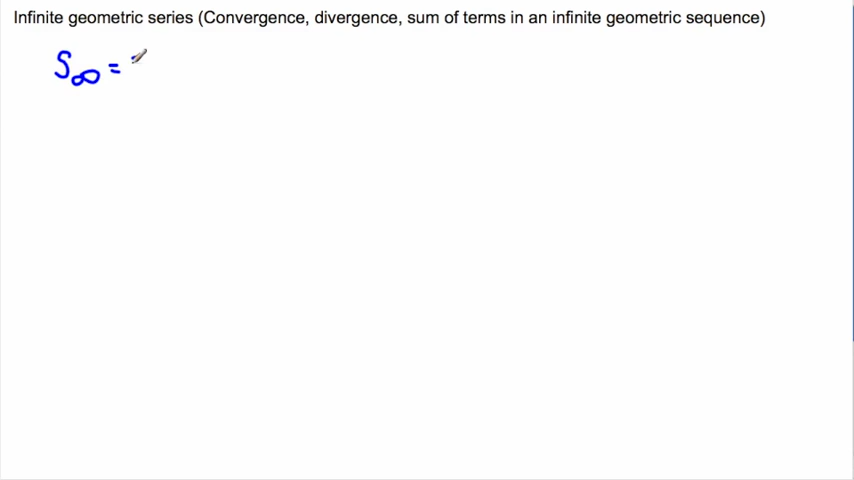 Infinite geometric series (Convergence, divergence, sum of terms in an infinite geometric sequence)
S∞ =